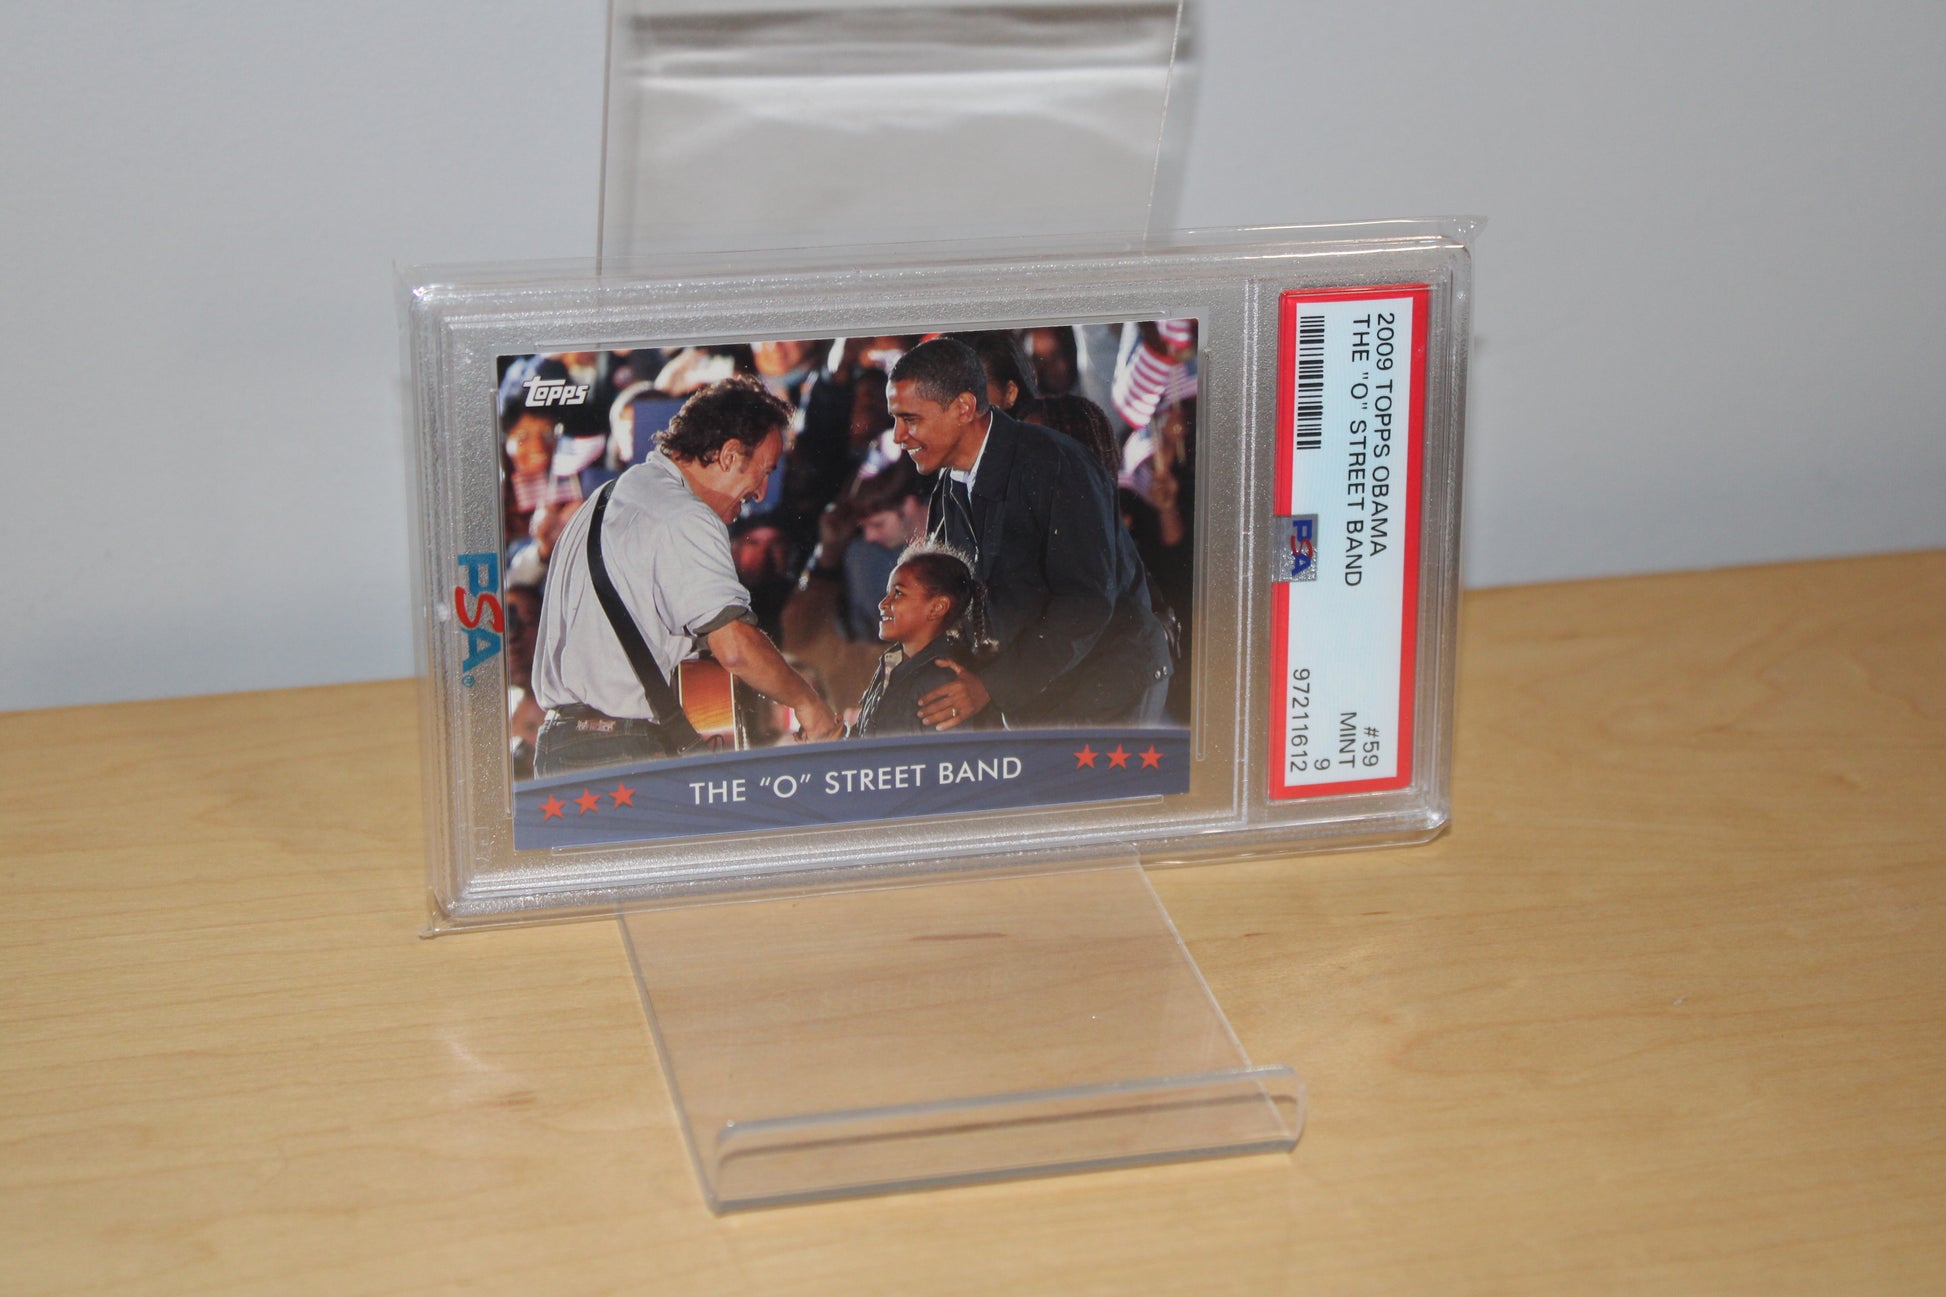 Topps
THE “O” STREET BAND
PSA®
2009 TOPPS OBAMA
THE "O" STREET BAND
#59
MINT
9
97211612
PSA